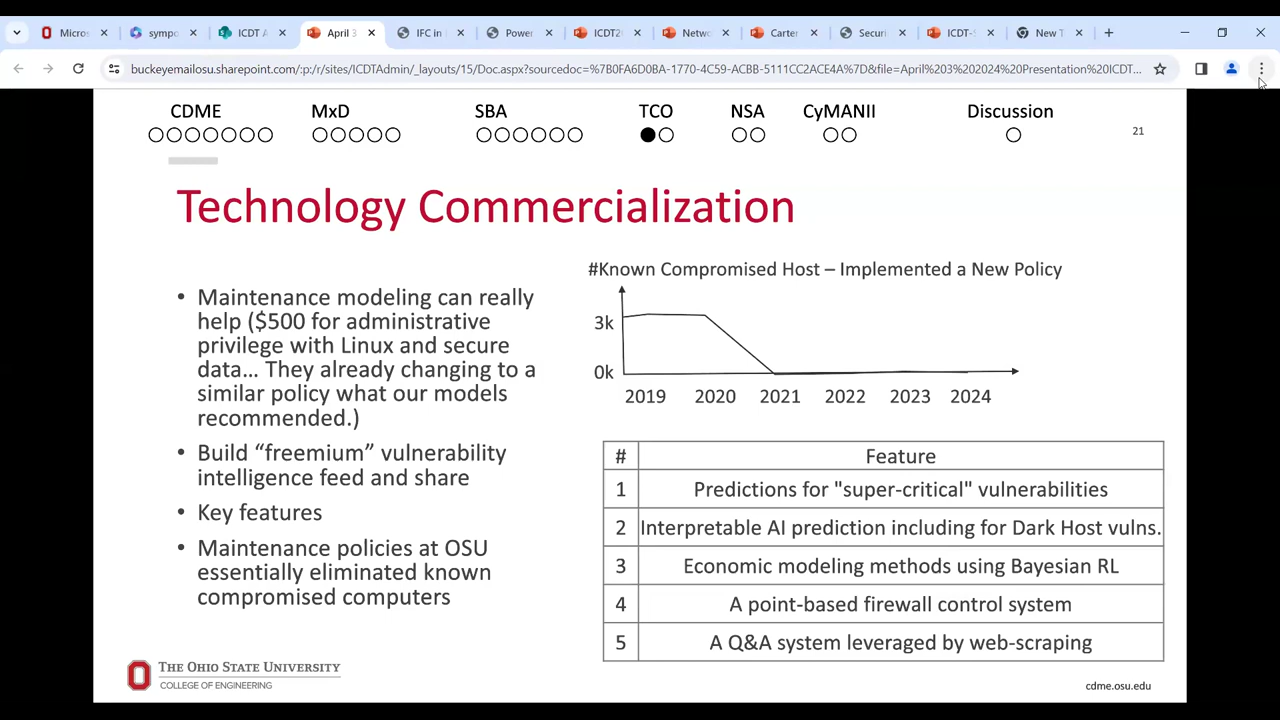 Micros
sympo
ICDT A
April 3
IFC in
Power
ICDT2
Netwo
Carter
Securi
ICDT-S
New T
buckeyemailosu.sharepoint.com/:p:/r/sites/ICDTAdmin/_layouts/15/Doc.aspx?sourcedoc=%7B0FA6D0BA-1770-4C59-ACBB-5111CC2ACE4A%7D&file=April%203%202024%20Presentation%20ICDT...
CDME MxD SBA TCO NSA CyMANII Discussion
21
Technology Commercialization
• Maintenance modeling can really
help ($500 for administrative
privilege with Linux and secure
data... They already changing to a
similar policy what our models
recommended.)
• Build “freemium” vulnerability
intelligence feed and share
• Key features
• Maintenance policies at OSU
essentially eliminated known
compromised computers
#Known Compromised Host – Implemented a New Policy
3k
0k
2019 2020 2021 2022 2023 2024
# Feature
1 Predictions for "super-critical" vulnerabilities
2 Interpretable AI prediction including for Dark Host vulns.
3 Economic modeling methods using Bayesian RL
4 A point-based firewall control system
5 A Q&A system leveraged by web-scraping
THE OHIO STATE UNIVERSITY
COLLEGE OF ENGINEERING
cdme.osu.edu